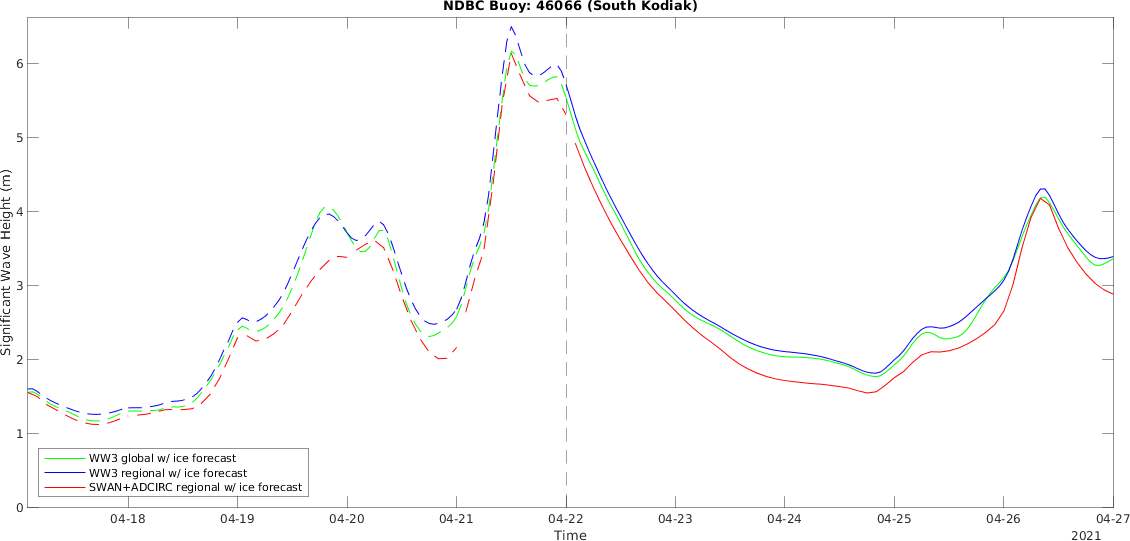 NDBC Buoy: 46066 (South Kodiak)
Significant Wave Height (m)
6
5
4
3
2
1
0
WW3 global w/ ice forecast
WW3 regional w/ ice forecast
SWAN+ADCIRC regional w/ ice forecast
04-18 04-19 04-20 04-21 04-22 04-23 04-24 04-25 04-26 04-27
Time
2021